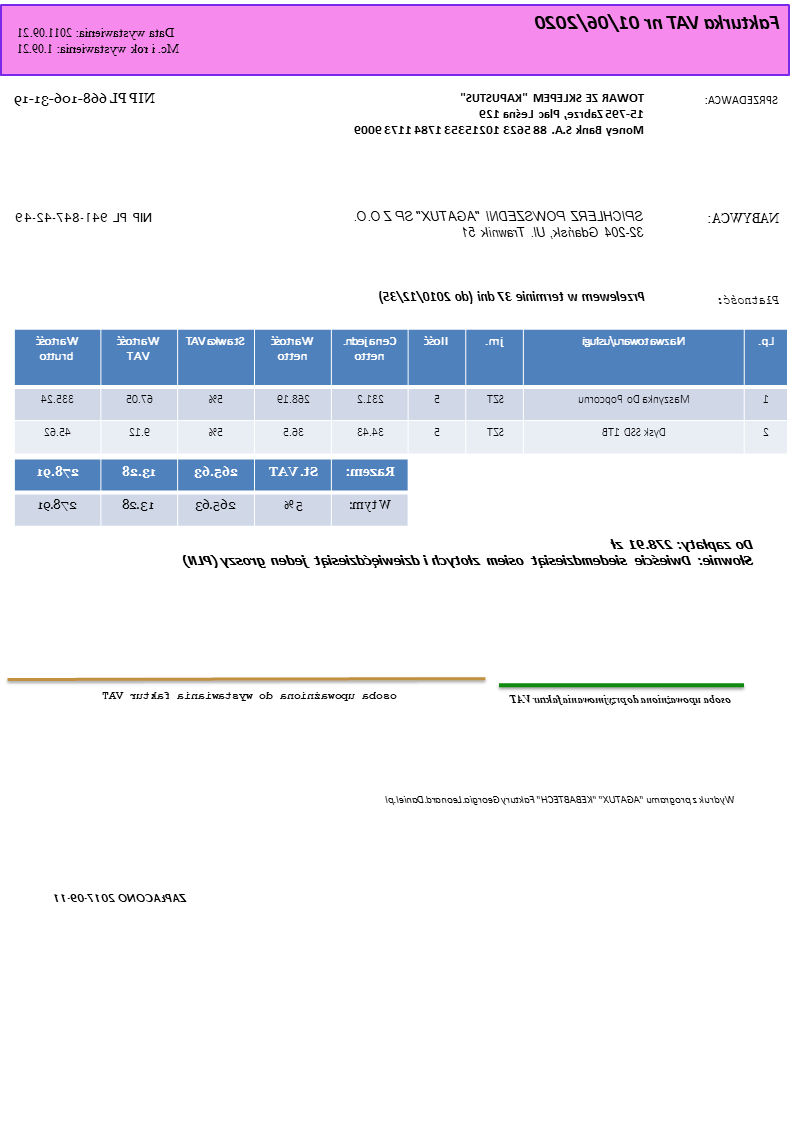 Fakturka VAT nr 01/06/2020
Data wystawienia: 2011.09.21
Mc. i rok wystawienia: 1.09.21
SPRZEDAWCA:
TOWAR ZE SKLEPEM "KAPUSTUS"
15-795 Zabrze, Plac Leśna 129
Money Bank S.A. 88 5623 10215353 1784 1173 9009
NIP PL 668-106-31-19
NABYWCA:
SPICHLERZ POWSZEDNI "AGATUX" SP Z O.O.
32-204 Gdańsk, Ul. Trawnik 51
NIP PL 941-847-42-49
Płatność:
Przelewem w terminie 37 dni (do 2010/12/35)
Lp. Nazwa towaru/usługi jm. Ilość Cena jedn. netto Wartość netto Stawka VAT Wartość VAT Wartość brutto
1 Maszynka Do Popcornu SZT 5 231.2 268.19 5% 67.05 335.24
2 Dysk SSD 1TB SZT 5 34.43 36.5 5% 9.12 45.62
Razem: St. VAT 265.63 13.28 278.91
W tym: 5% 265.63 13.28 278.91
Do zapłaty: 278.91 zł
Słownie: Dwieście siedemdziesiąt osiem złotych i dziewięćdziesiąt jeden groszy (PLN)
osoba upoważniona do przyjmowania faktur VAT
osoba upoważniona do wystawiania faktur VAT
Wydruk z programu "AGATUX" "KEBABTECH" Faktury Georgia.Leonard.Daniel.pl
ZAPŁACONO 2017-09-11